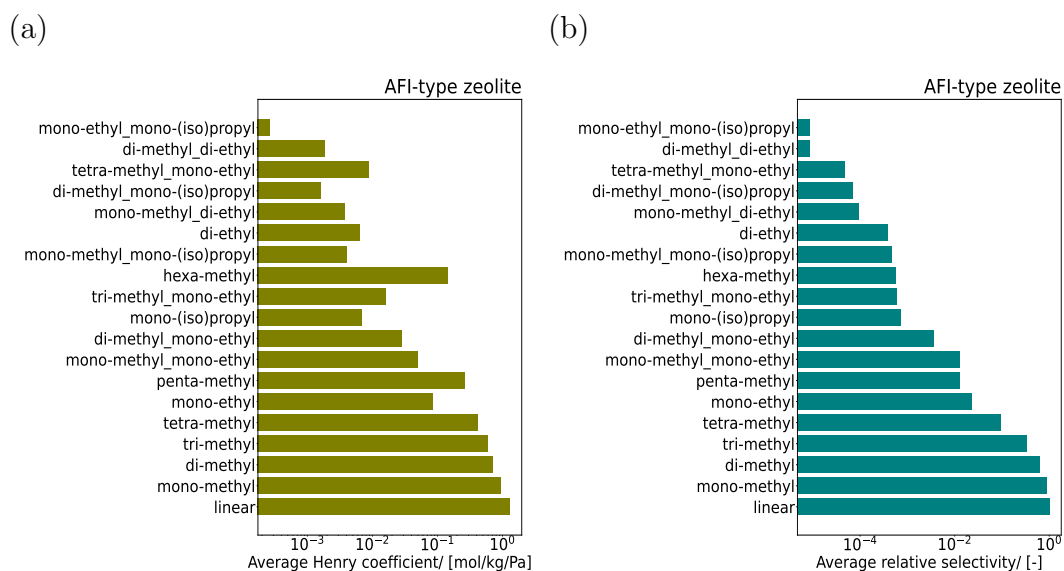 (a)
AFI-type zeolite
mono-ethyl_mono-(iso)propyl
di-methyl_di-ethyl
tetra-methyl_mono-ethyl
di-methyl_mono-(iso)propyl
mono-methyl_di-ethyl
di-ethyl
mono-methyl_mono-(iso)propyl
hexa-methyl
tri-methyl_mono-ethyl
mono-(iso)propyl
di-methyl_mono-ethyl
mono-methyl_mono-ethyl
penta-methyl
mono-ethyl
tetra-methyl
tri-methyl
di-methyl
mono-methyl
linear
10⁻³ 10⁻² 10⁻¹ 10⁰
Average Henry coefficient/ [mol/kg/Pa]
(b)
AFI-type zeolite
mono-ethyl_mono-(iso)propyl
di-methyl_di-ethyl
tetra-methyl_mono-ethyl
di-methyl_mono-(iso)propyl
mono-methyl_di-ethyl
di-ethyl
mono-methyl_mono-(iso)propyl
hexa-methyl
tri-methyl_mono-ethyl
mono-(iso)propyl
di-methyl_mono-ethyl
mono-methyl_mono-ethyl
penta-methyl
mono-ethyl
tetra-methyl
tri-methyl
di-methyl
mono-methyl
linear
10⁻⁴ 10⁻² 10⁰
Average relative selectivity/ [-]